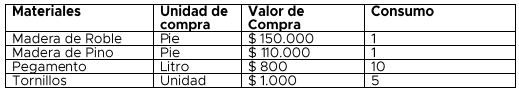 Materiales Unidad de compra Valor de Compra Consumo
Madera de Roble Pie $ 150.000 1
Madera de Pino Pie $ 110.000 1
Pegamento Litro $ 800 10
Tornillos Unidad $ 1.000 5